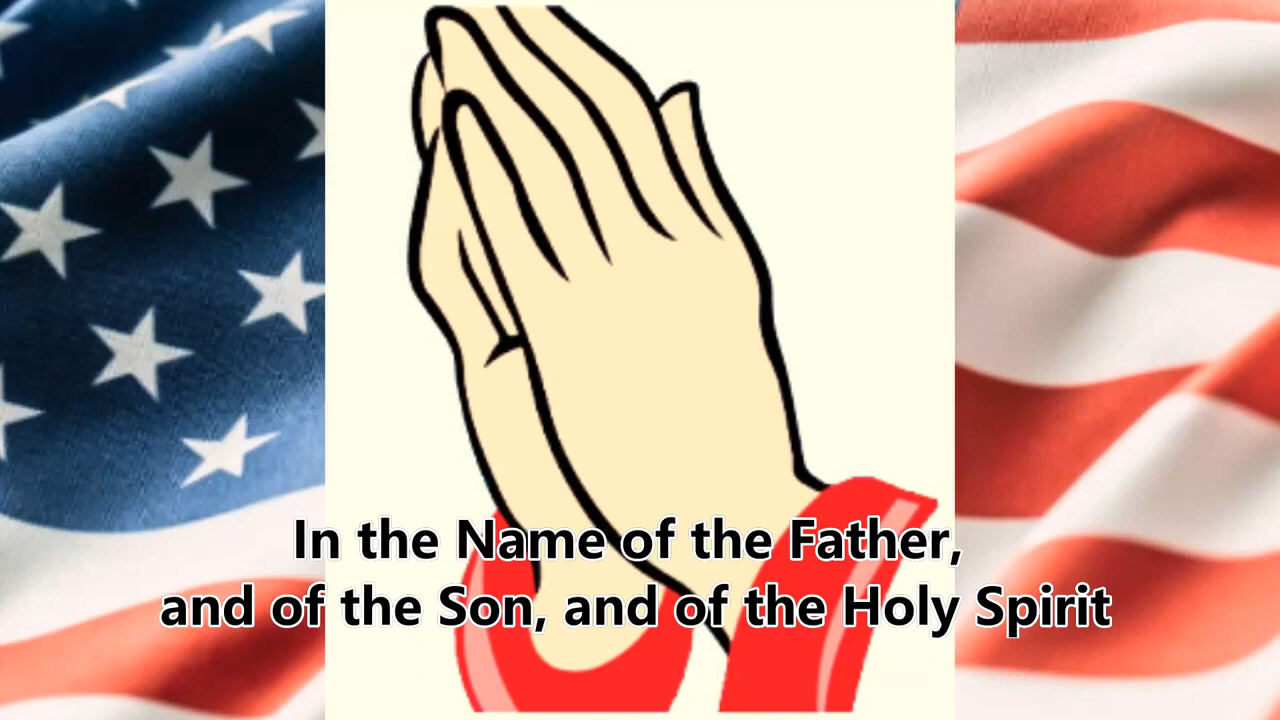 In the Name of the Father,
and of the Son, and of the Holy Spirit